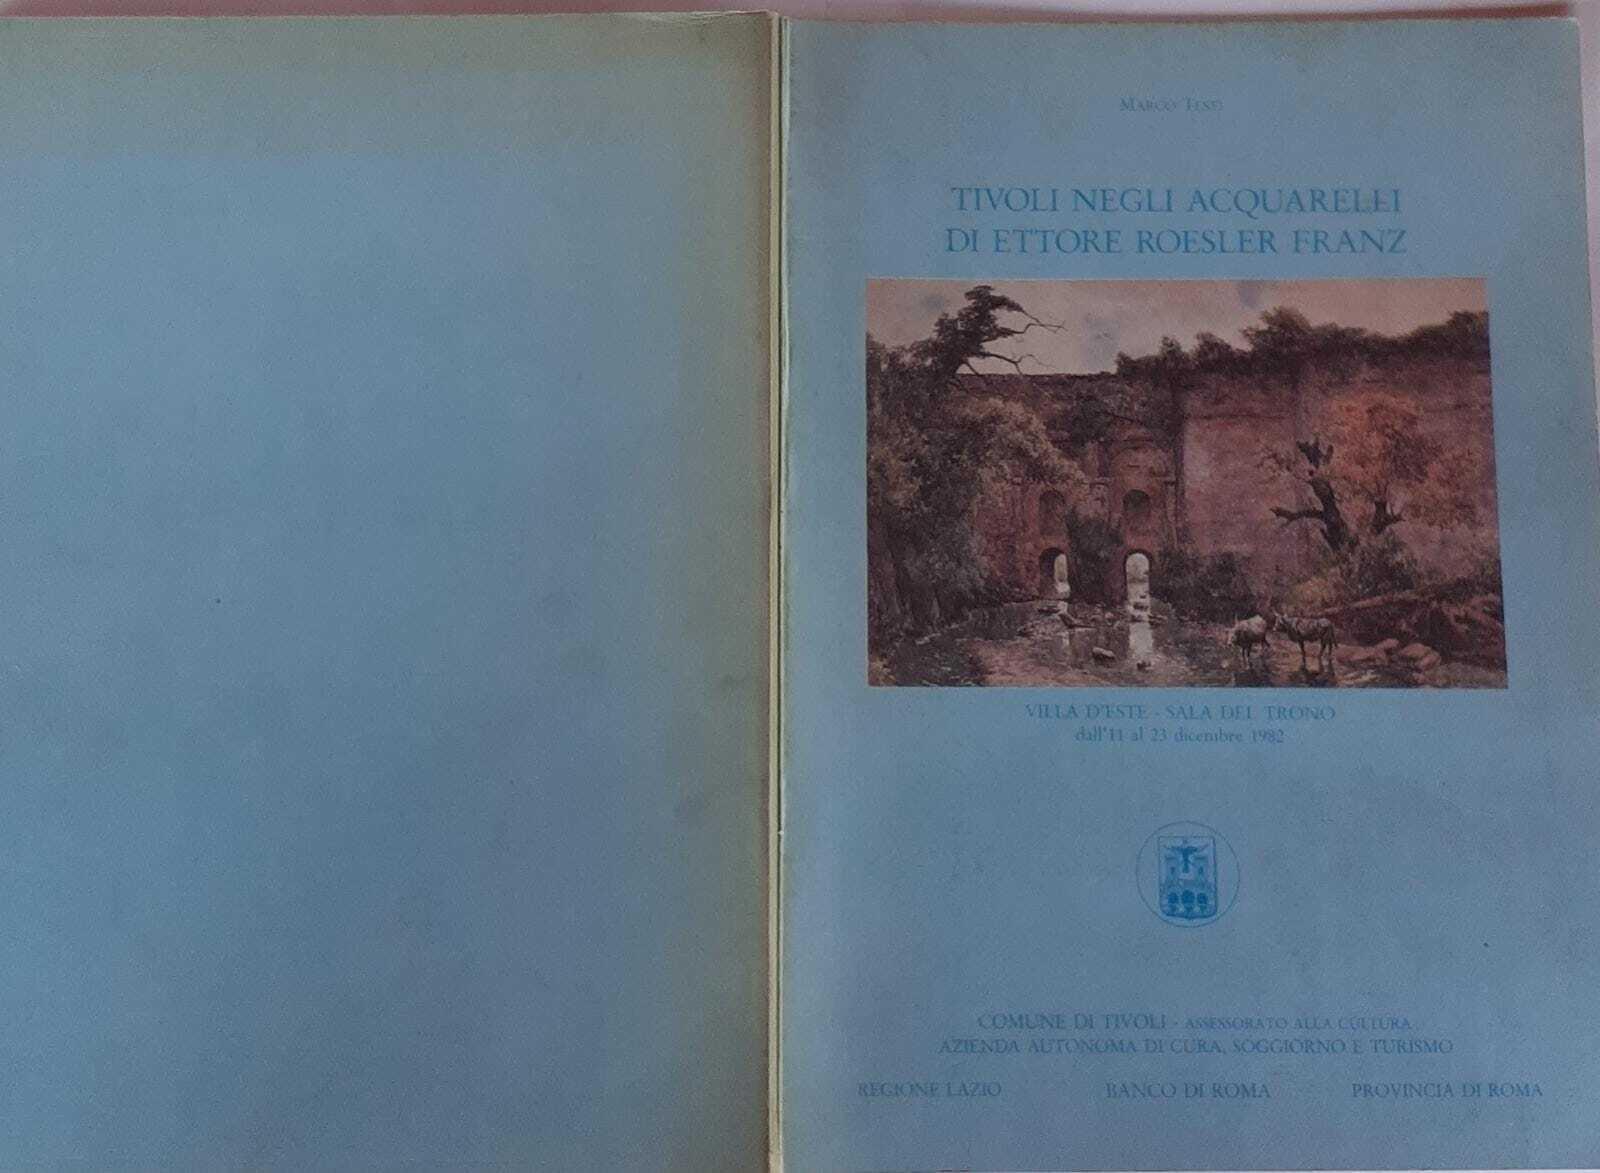 MARCO TESTI
TIVOLI NEGLI ACQUARELLI
DI ETTORE ROESLER FRANZ
VILLA D'ESTE - SALA DEL TRONO
dall'11 al 23 dicembre 1982
COMUNE DI TIVOLI - ASSESSORATO ALLA CULTURA
AZIENDA AUTONOMA DI CURA, SOGGIORNO E TURISMO
REGIONE LAZIO BANCO DI ROMA PROVINCIA DI ROMA